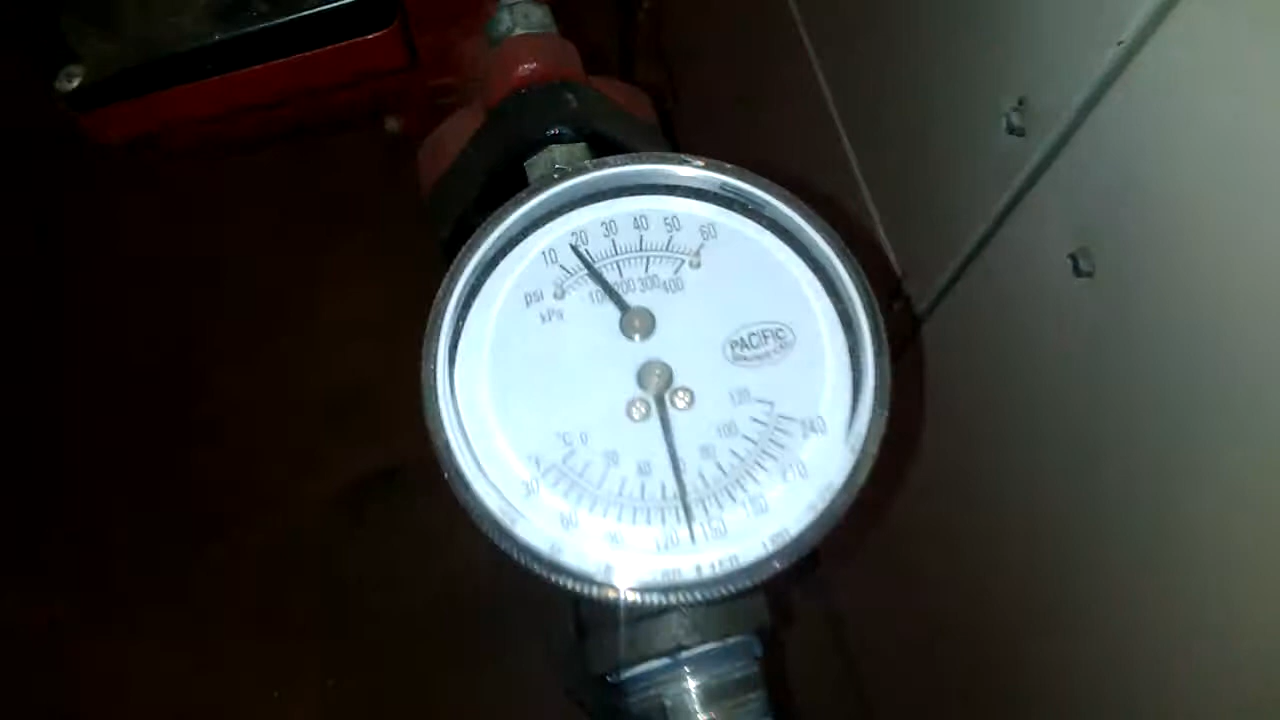 10 20 30 40 50 60
psi 100 200 300 400
kPa
PACIFIC
120
°C 0 80 100
240
30 210
60 120 150 180